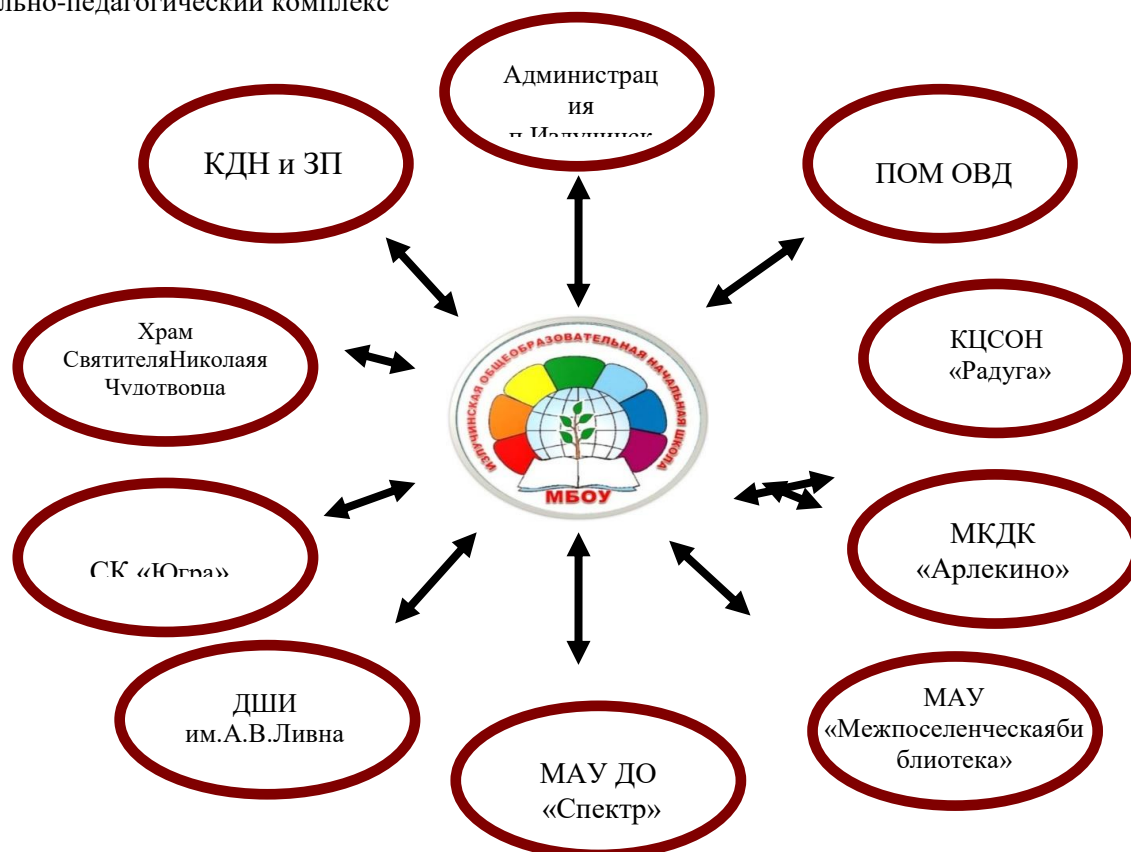 льно-педагогический комплекс
Администрац
ия
п.Излучинск
КДН и ЗП
ПОМ ОВД
Храм
СвятителяНиколаяя
Чудотворца
КЦСОН
«Радуга»
ИЗЛУЧИНСКАЯ ОБЩЕОБРАЗОВАТЕЛЬНАЯ НАЧАЛЬНАЯ ШКОЛА
МБОУ
СК «Югра»
МКДК
«Арлекино»
ДШИ
им.А.В.Ливна
МАУ ДО
«Спектр»
МАУ
«Межпоселенческаяби
блиотека»